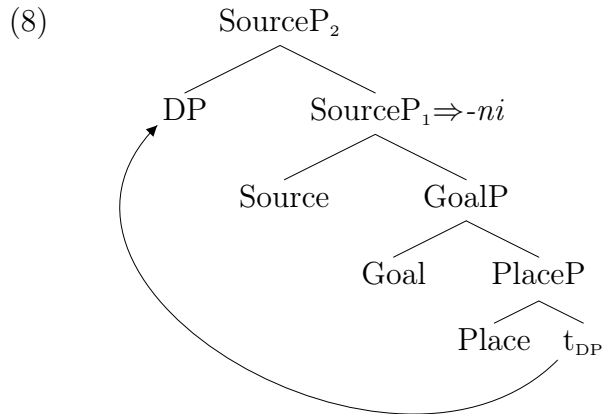 (8) SourceP₂
DP SourceP₁⇒-ni
Source GoalP
Goal PlaceP
Place t_DP